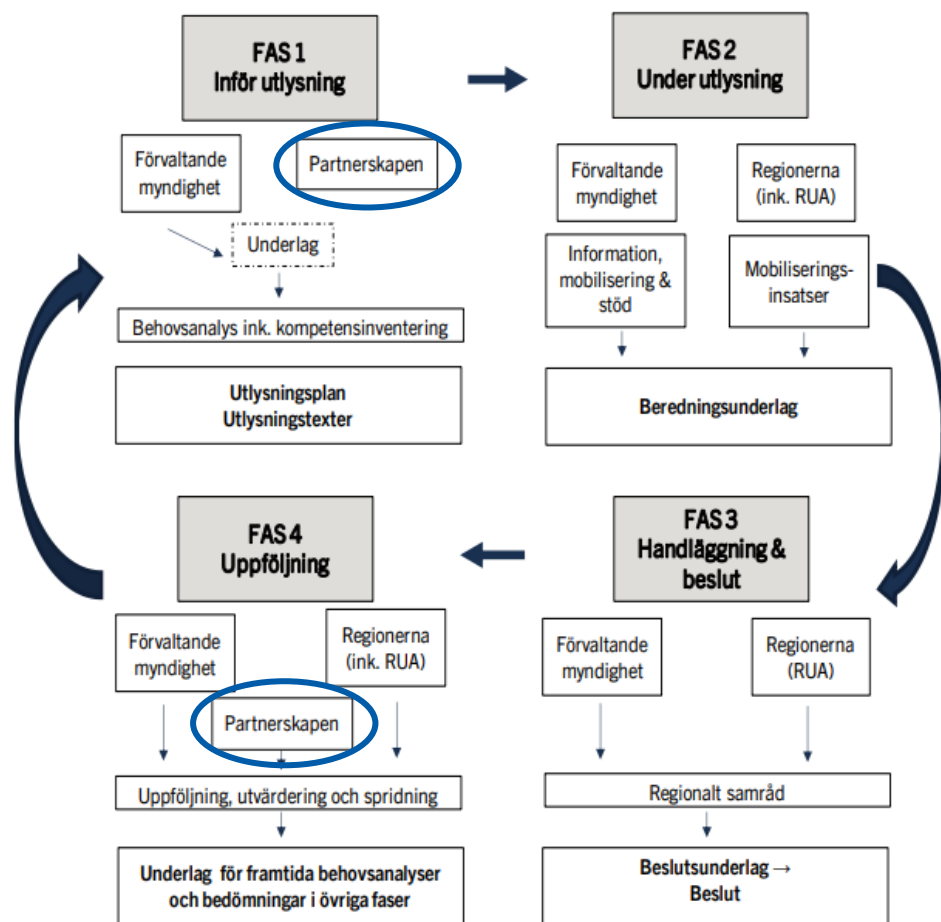 FAS 1
Inför utlysning
Förvaltande
myndighet
Partnerskapen
Underlag
Behovsanalys ink. kompetensinventering
Utlysningsplan
Utlysningstexter
FAS 2
Under utlysning
Förvaltande
myndighet
Regionerna
(ink. RUA)
Information,
mobilisering &
stöd
Mobiliserings-
insatser
Beredningsunderlag
FAS 3
Handläggning &
beslut
Förvaltande
myndighet
Regionerna
(RUA)
Regionalt samråd
Beslutsunderlag →
Beslut
FAS 4
Uppföljning
Förvaltande
myndighet
Regionerna
(ink. RUA)
Partnerskapen
Uppföljning, utvärdering och spridning
Underlag för framtida behovsanalyser
och bedömningar i övriga faser